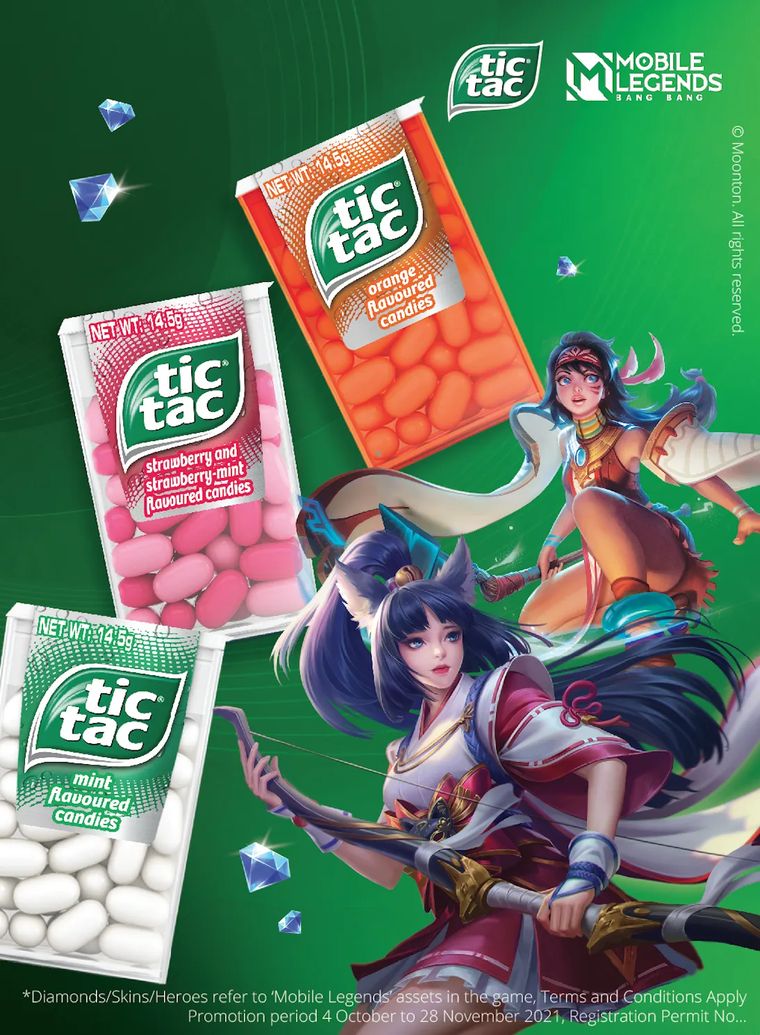 tic
tac
MOBILE
LEGENDS
BANG BANG
© Moonton. All rights reserved.
NET WT: 14.5g
tic
tac
orange
flavoured
candies
NET WT: 14.5g
tic
tac
strawberry and
strawberry-mint
flavoured candies
NET WT: 14.5g
tic
tac
mint
flavoured
candies
*Diamonds/Skins/Heroes refer to 'Mobile Legends' assets in the game, Terms and Conditions Apply
Promotion period 4 October to 28 November 2021, Registration Permit No...